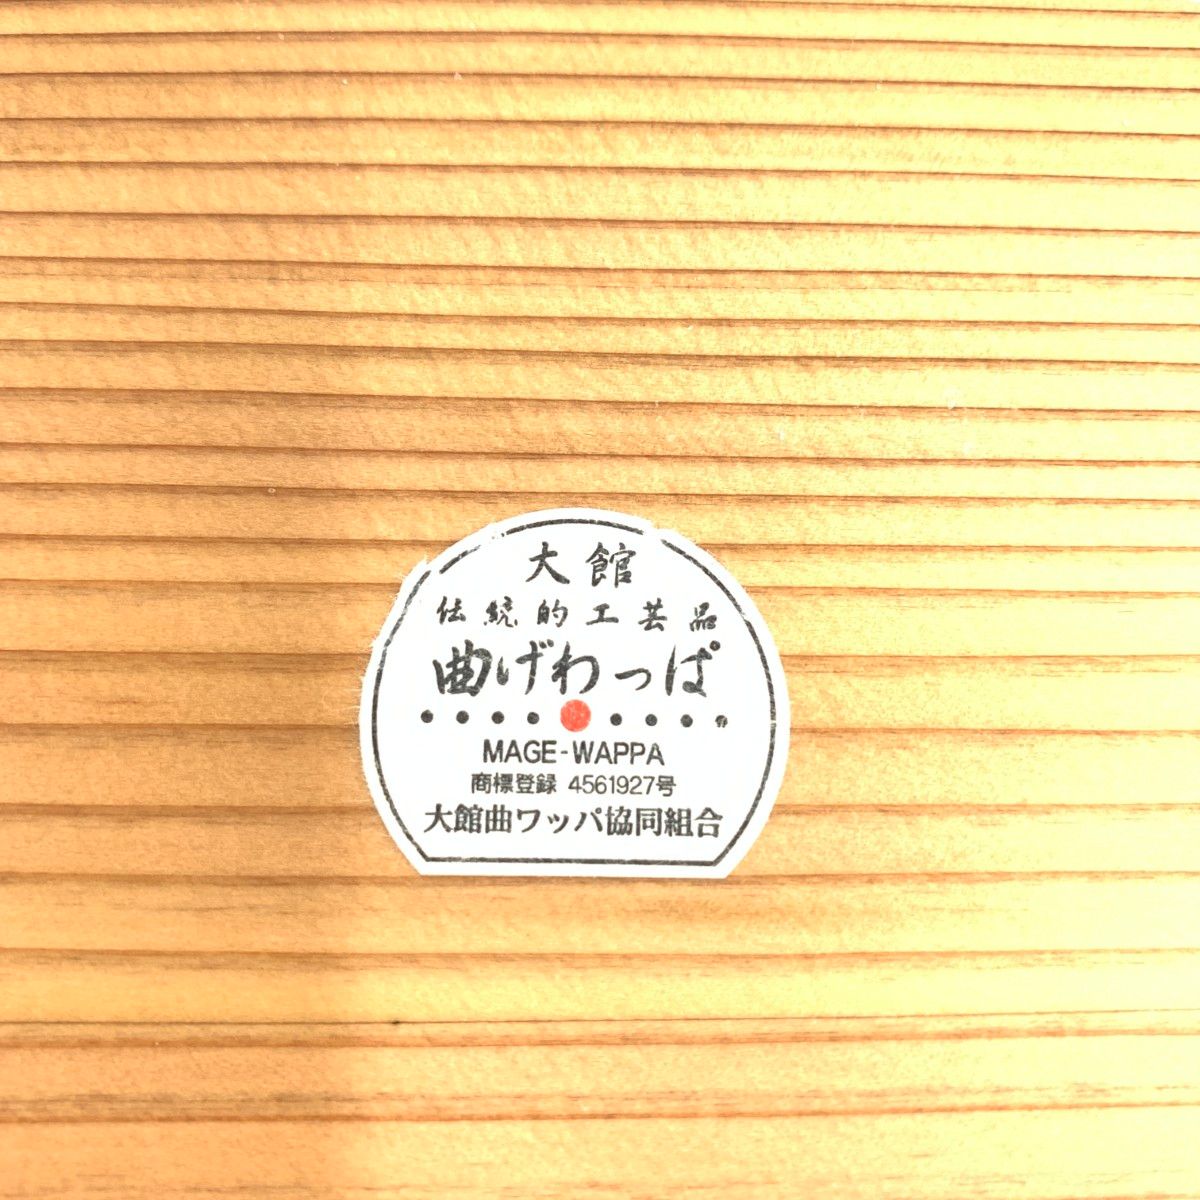 大館
伝統的工芸品
曲げわっぱ
MAGE-WAPPA
商標登録 4561927号
大館曲ワッパ協同組合